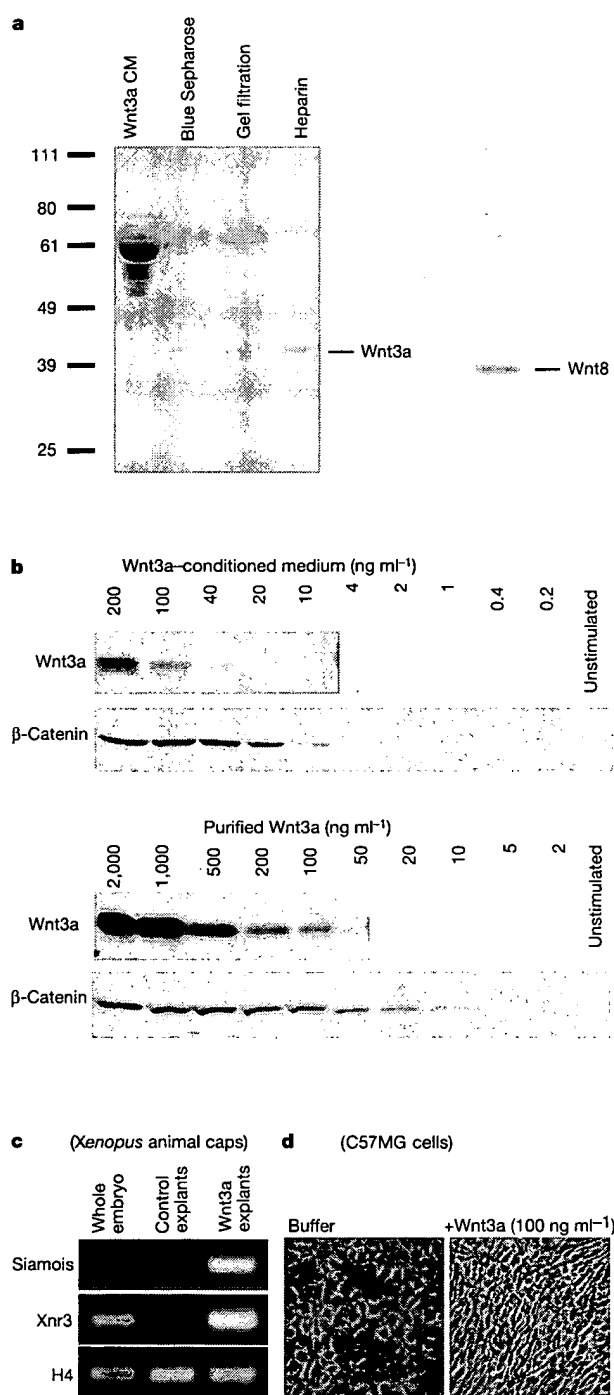 a
Wnt3a CM
Blue Sepharose
Gel filtration
Heparin
111
80
61
49
39
25
Wnt3a
Wnt8
b
Wnt3a–conditioned medium (ng ml⁻¹)
200 100 40 20 10 4 2 1 0.4 0.2 Unstimulated
Wnt3a
β-Catenin
Purified Wnt3a (ng ml⁻¹)
2,000 1,000 500 200 100 50 20 10 5 2 Unstimulated
Wnt3a
β-Catenin
c (Xenopus animal caps)
Whole embryo
Control explants
Wnt3a explants
Siamois
Xnr3
H4
d (C57MG cells)
Buffer
+Wnt3a (100 ng ml⁻¹)